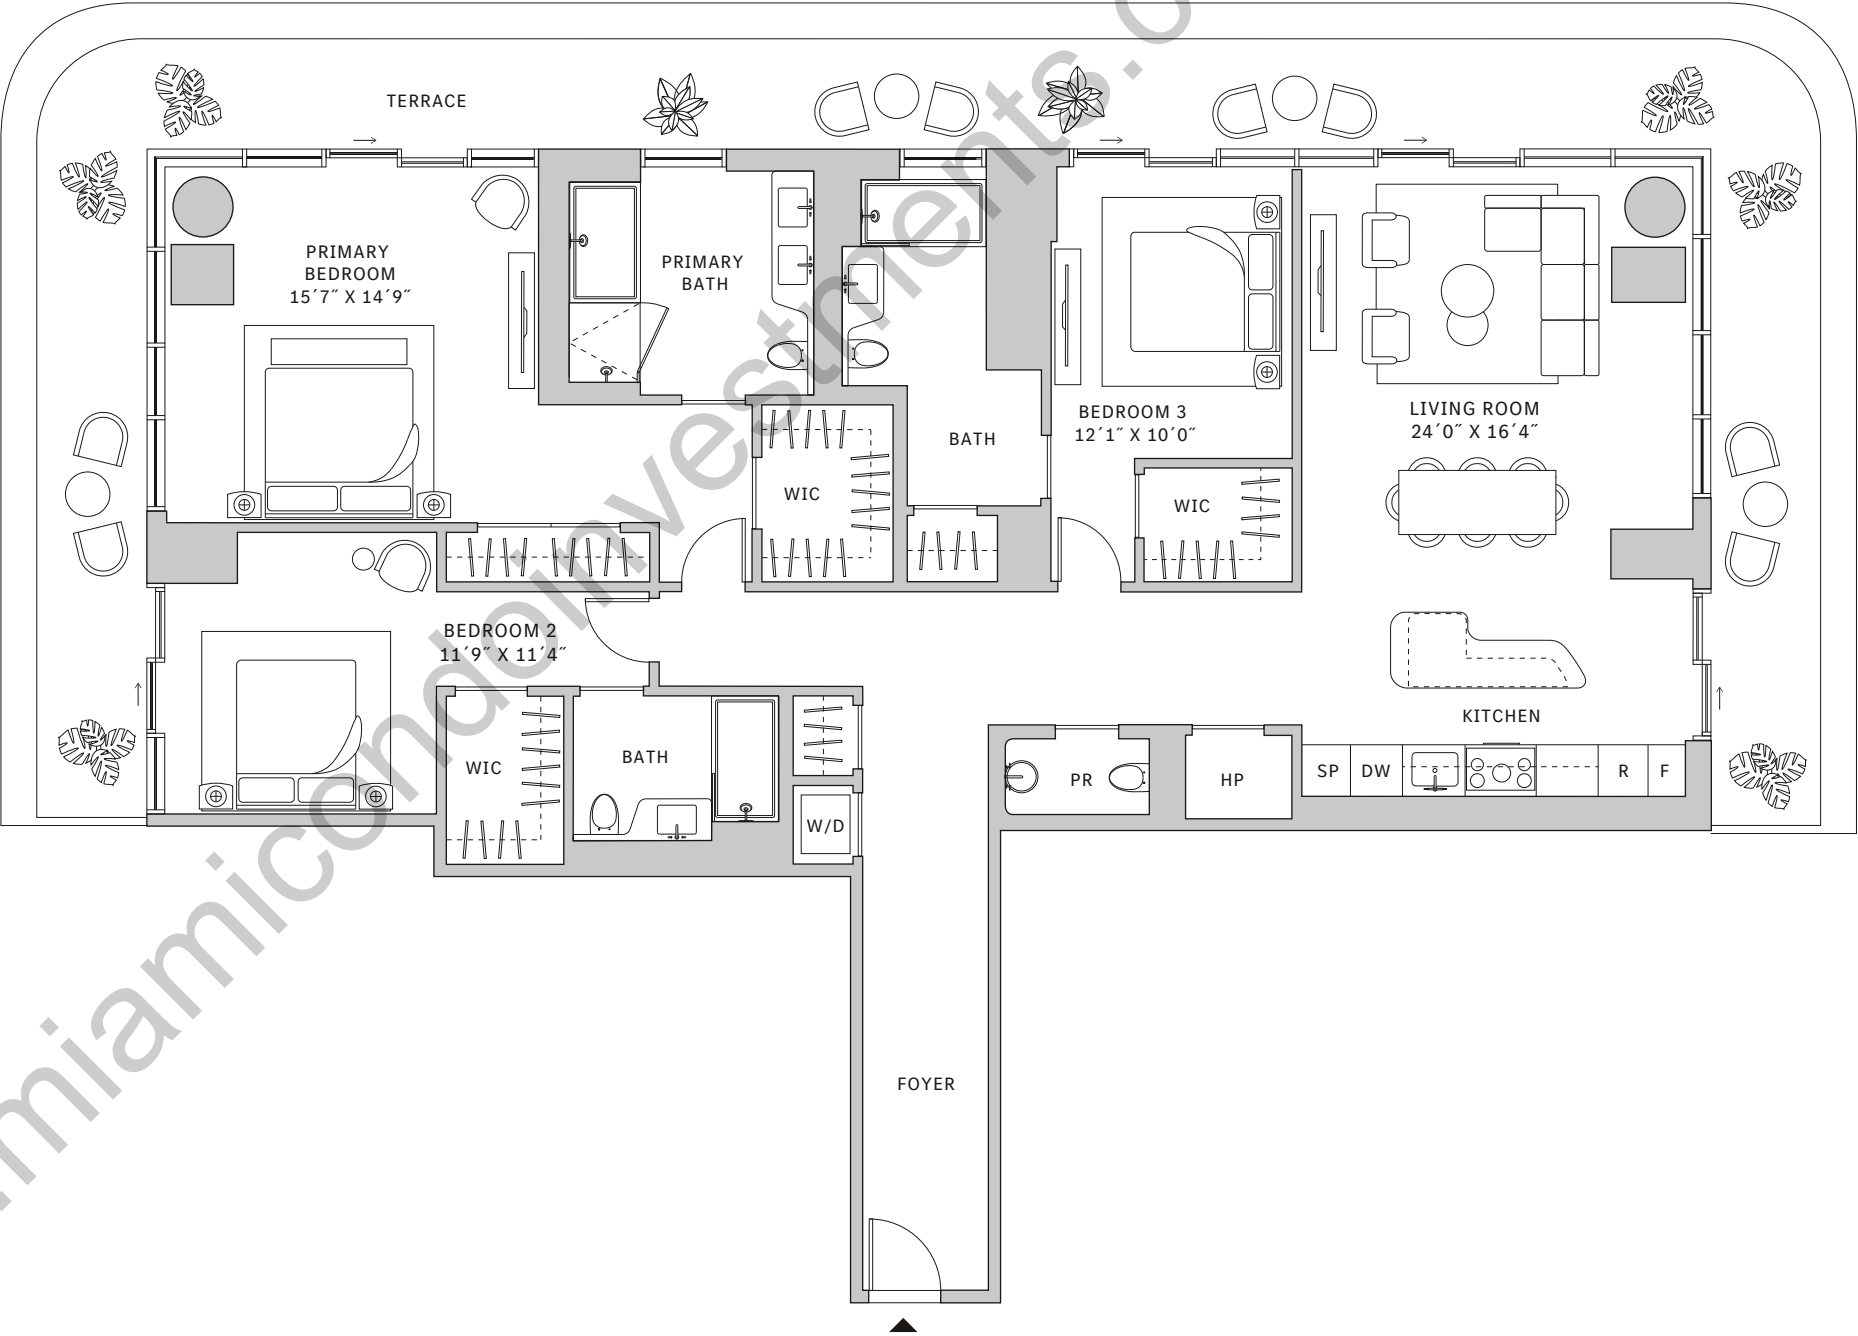 TERRACE
PRIMARY
BEDROOM
15′7″ X 14′9″
PRIMARY
BATH
BATH
BEDROOM 3
12′1″ X 10′0″
LIVING ROOM
24′0″ X 16′4″
WIC
WIC
BEDROOM 2
11′9″ X 11′4″
WIC
BATH
W/D
PR
HP
KITCHEN
SP
DW
R
F
FOYER
miamicondoinvestments.c